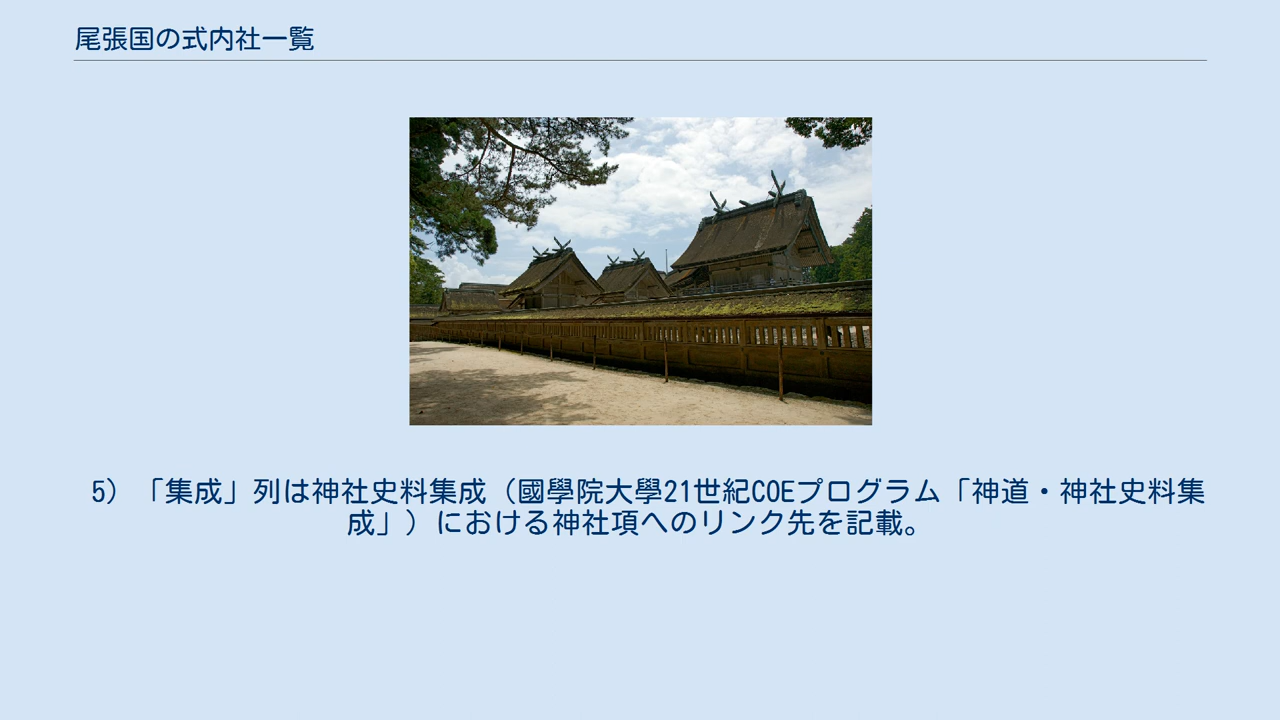 尾張国の式内社一覧
5）「集成」列は神社史料集成（國學院大學21世紀COEプログラム「神道・神社史料集
成」）における神社項へのリンク先を記載。